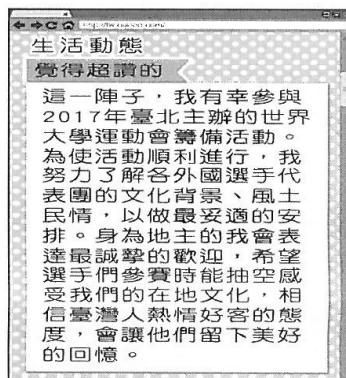 生活動態
覺得超讚的
這一陣子，我有幸參與
2017年臺北主辦的世界
大學運動會籌備活動。
為使活動順利進行，我
努力了解各外國選手代
表團的文化背景、風土
民情，以做最妥適的安
排。身為地主的我會表
達最誠摯的歡迎，希望
選手們參賽時能抽空感
受我們的在地文化，相
信臺灣人熱情好客的態
度，會讓他們留下美好
的回憶。